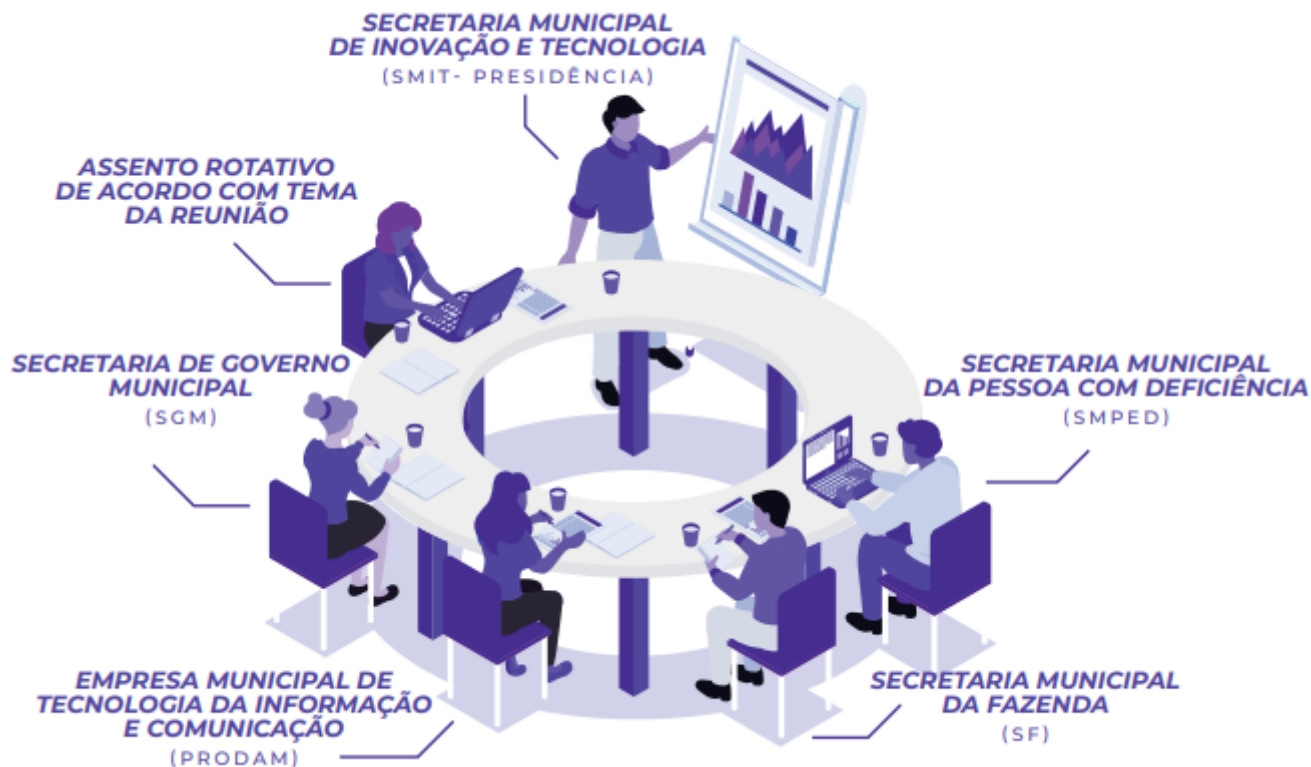 SECRETARIA MUNICIPAL
DE INOVAÇÃO E TECNOLOGIA
(SMIT- PRESIDÊNCIA)
ASSENTO ROTATIVO
DE ACORDO COM TEMA
DA REUNIÃO
SECRETARIA DE GOVERNO
MUNICIPAL
(SGM)
SECRETARIA MUNICIPAL
DA PESSOA COM DEFICIÊNCIA
(SMPED)
EMPRESA MUNICIPAL DE
TECNOLOGIA DA INFORMAÇÃO
E COMUNICAÇÃO
(PRODAM)
SECRETARIA MUNICIPAL
DA FAZENDA
(SF)